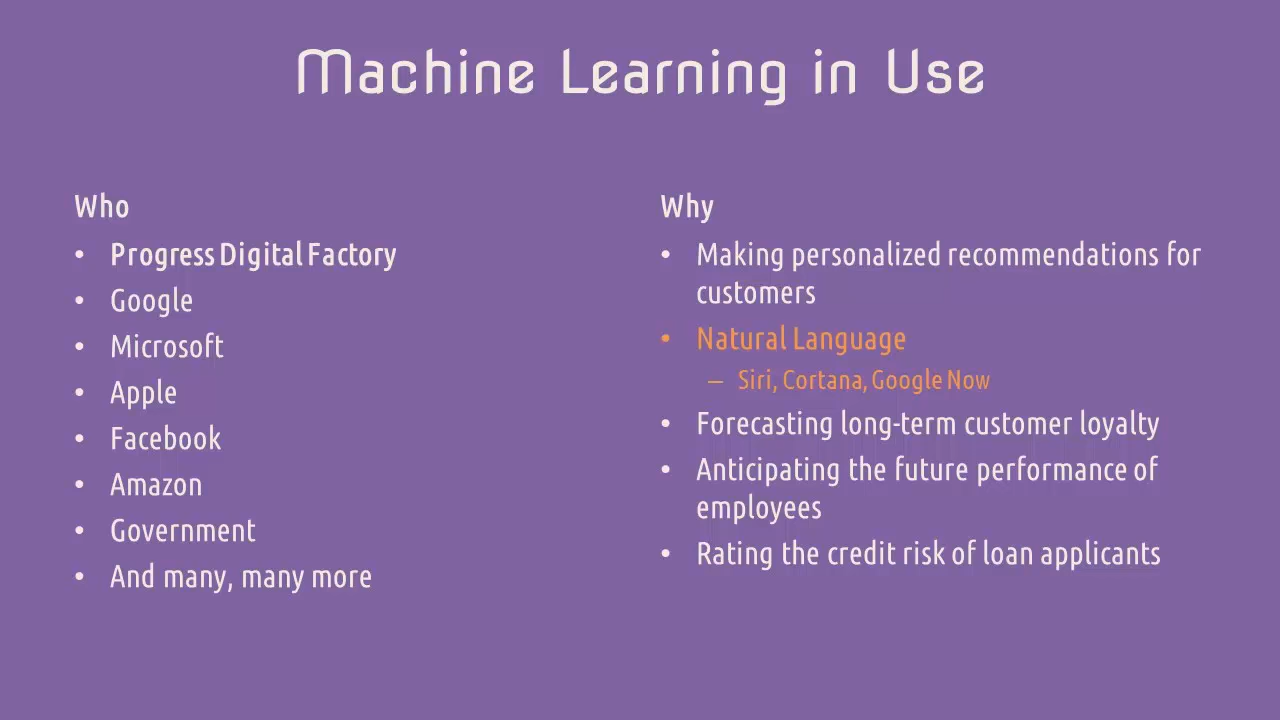 Machine Learning in Use
Who
• Progress Digital Factory
• Google
• Microsoft
• Apple
• Facebook
• Amazon
• Government
• And many, many more
Why
• Making personalized recommendations for
customers
• Natural Language
– Siri, Cortana, Google Now
• Forecasting long-term customer loyalty
• Anticipating the future performance of
employees
• Rating the credit risk of loan applicants